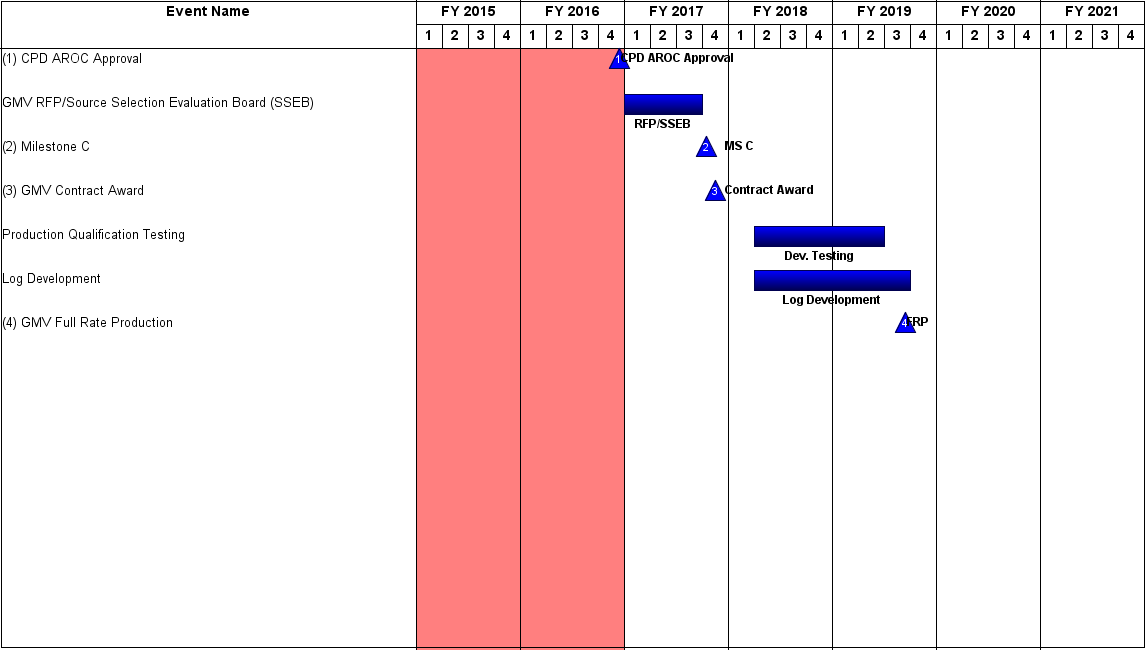 Event Name FY 2015 FY 2016 FY 2017 FY 2018 FY 2019 FY 2020 FY 2021
1 2 3 4 1 2 3 4 1 2 3 4 1 2 3 4 1 2 3 4 1 2 3 4 1 2 3 4
(1) CPD AROC Approval 1 CPD AROC Approval
GMV RFP/Source Selection Evaluation Board (SSEB)
RFP/SSEB
(2) Milestone C 2 MS C
(3) GMV Contract Award 3 Contract Award
Production Qualification Testing
Dev. Testing
Log Development
Log Development
(4) GMV Full Rate Production 4 FRP